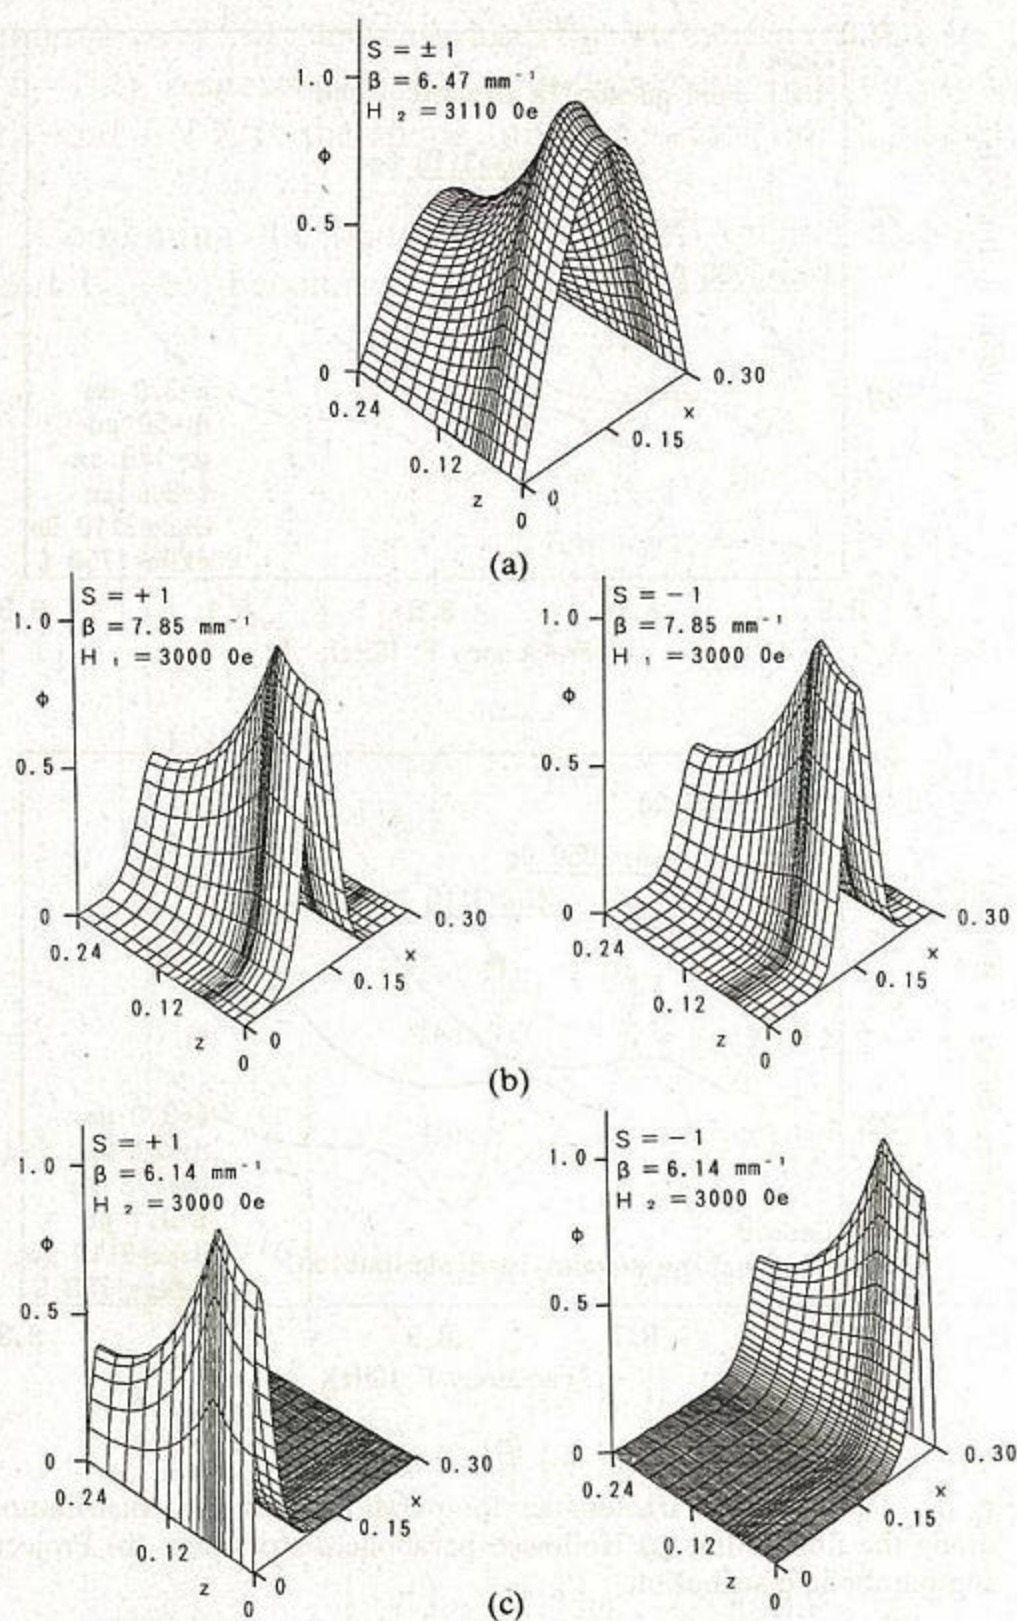 S = ± 1
β = 6.47 mm⁻¹
H ₂ = 3110 Oe
1.0
Φ
0.5
0
0.24
0.12
z
0
0
0.15
x
0.30
(a)
S = + 1
β = 7.85 mm⁻¹
H ₁ = 3000 Oe
1.0
Φ
0.5
0
0.24
0.12
z
0
0
0.15
x
0.30
S = − 1
β = 7.85 mm⁻¹
H ₁ = 3000 Oe
1.0
Φ
0.5
0
0.24
0.12
z
0
0
0.15
x
0.30
(b)
S = + 1
β = 6.14 mm⁻¹
H ₂ = 3000 Oe
1.0
Φ
0.5
0
0.24
0.12
z
0
0
0.15
x
0.30
S = − 1
β = 6.14 mm⁻¹
H ₂ = 3000 Oe
1.0
Φ
0.5
0
0.24
0.12
z
0
0
0.15
x
0.30
(c)